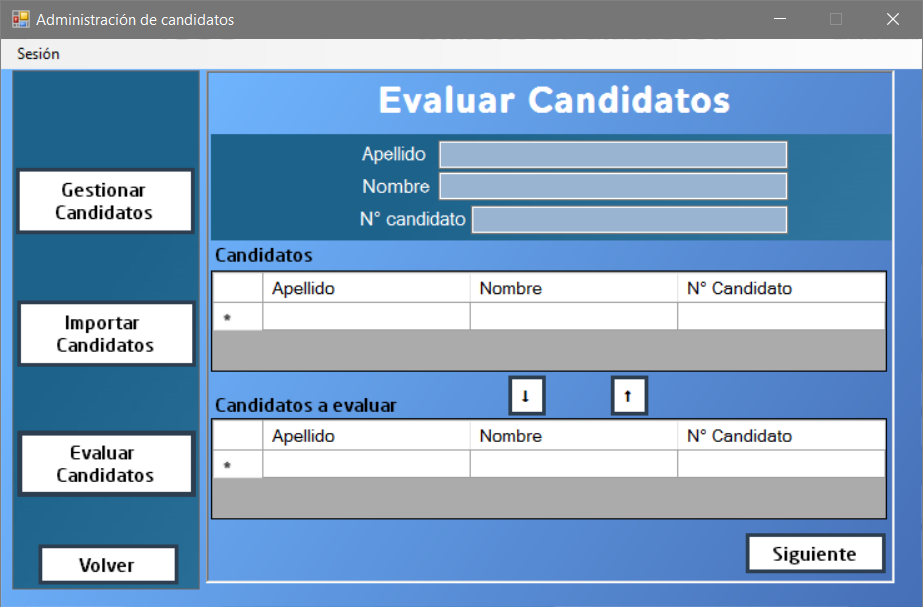 Administración de candidatos
Sesión
Gestionar
Candidatos
Importar
Candidatos
Evaluar
Candidatos
Volver
Evaluar Candidatos
Apellido
Nombre
N° candidato
Candidatos
Apellido Nombre N° Candidato
*
↓ ↑
Candidatos a evaluar
Apellido Nombre N° Candidato
*
Siguiente